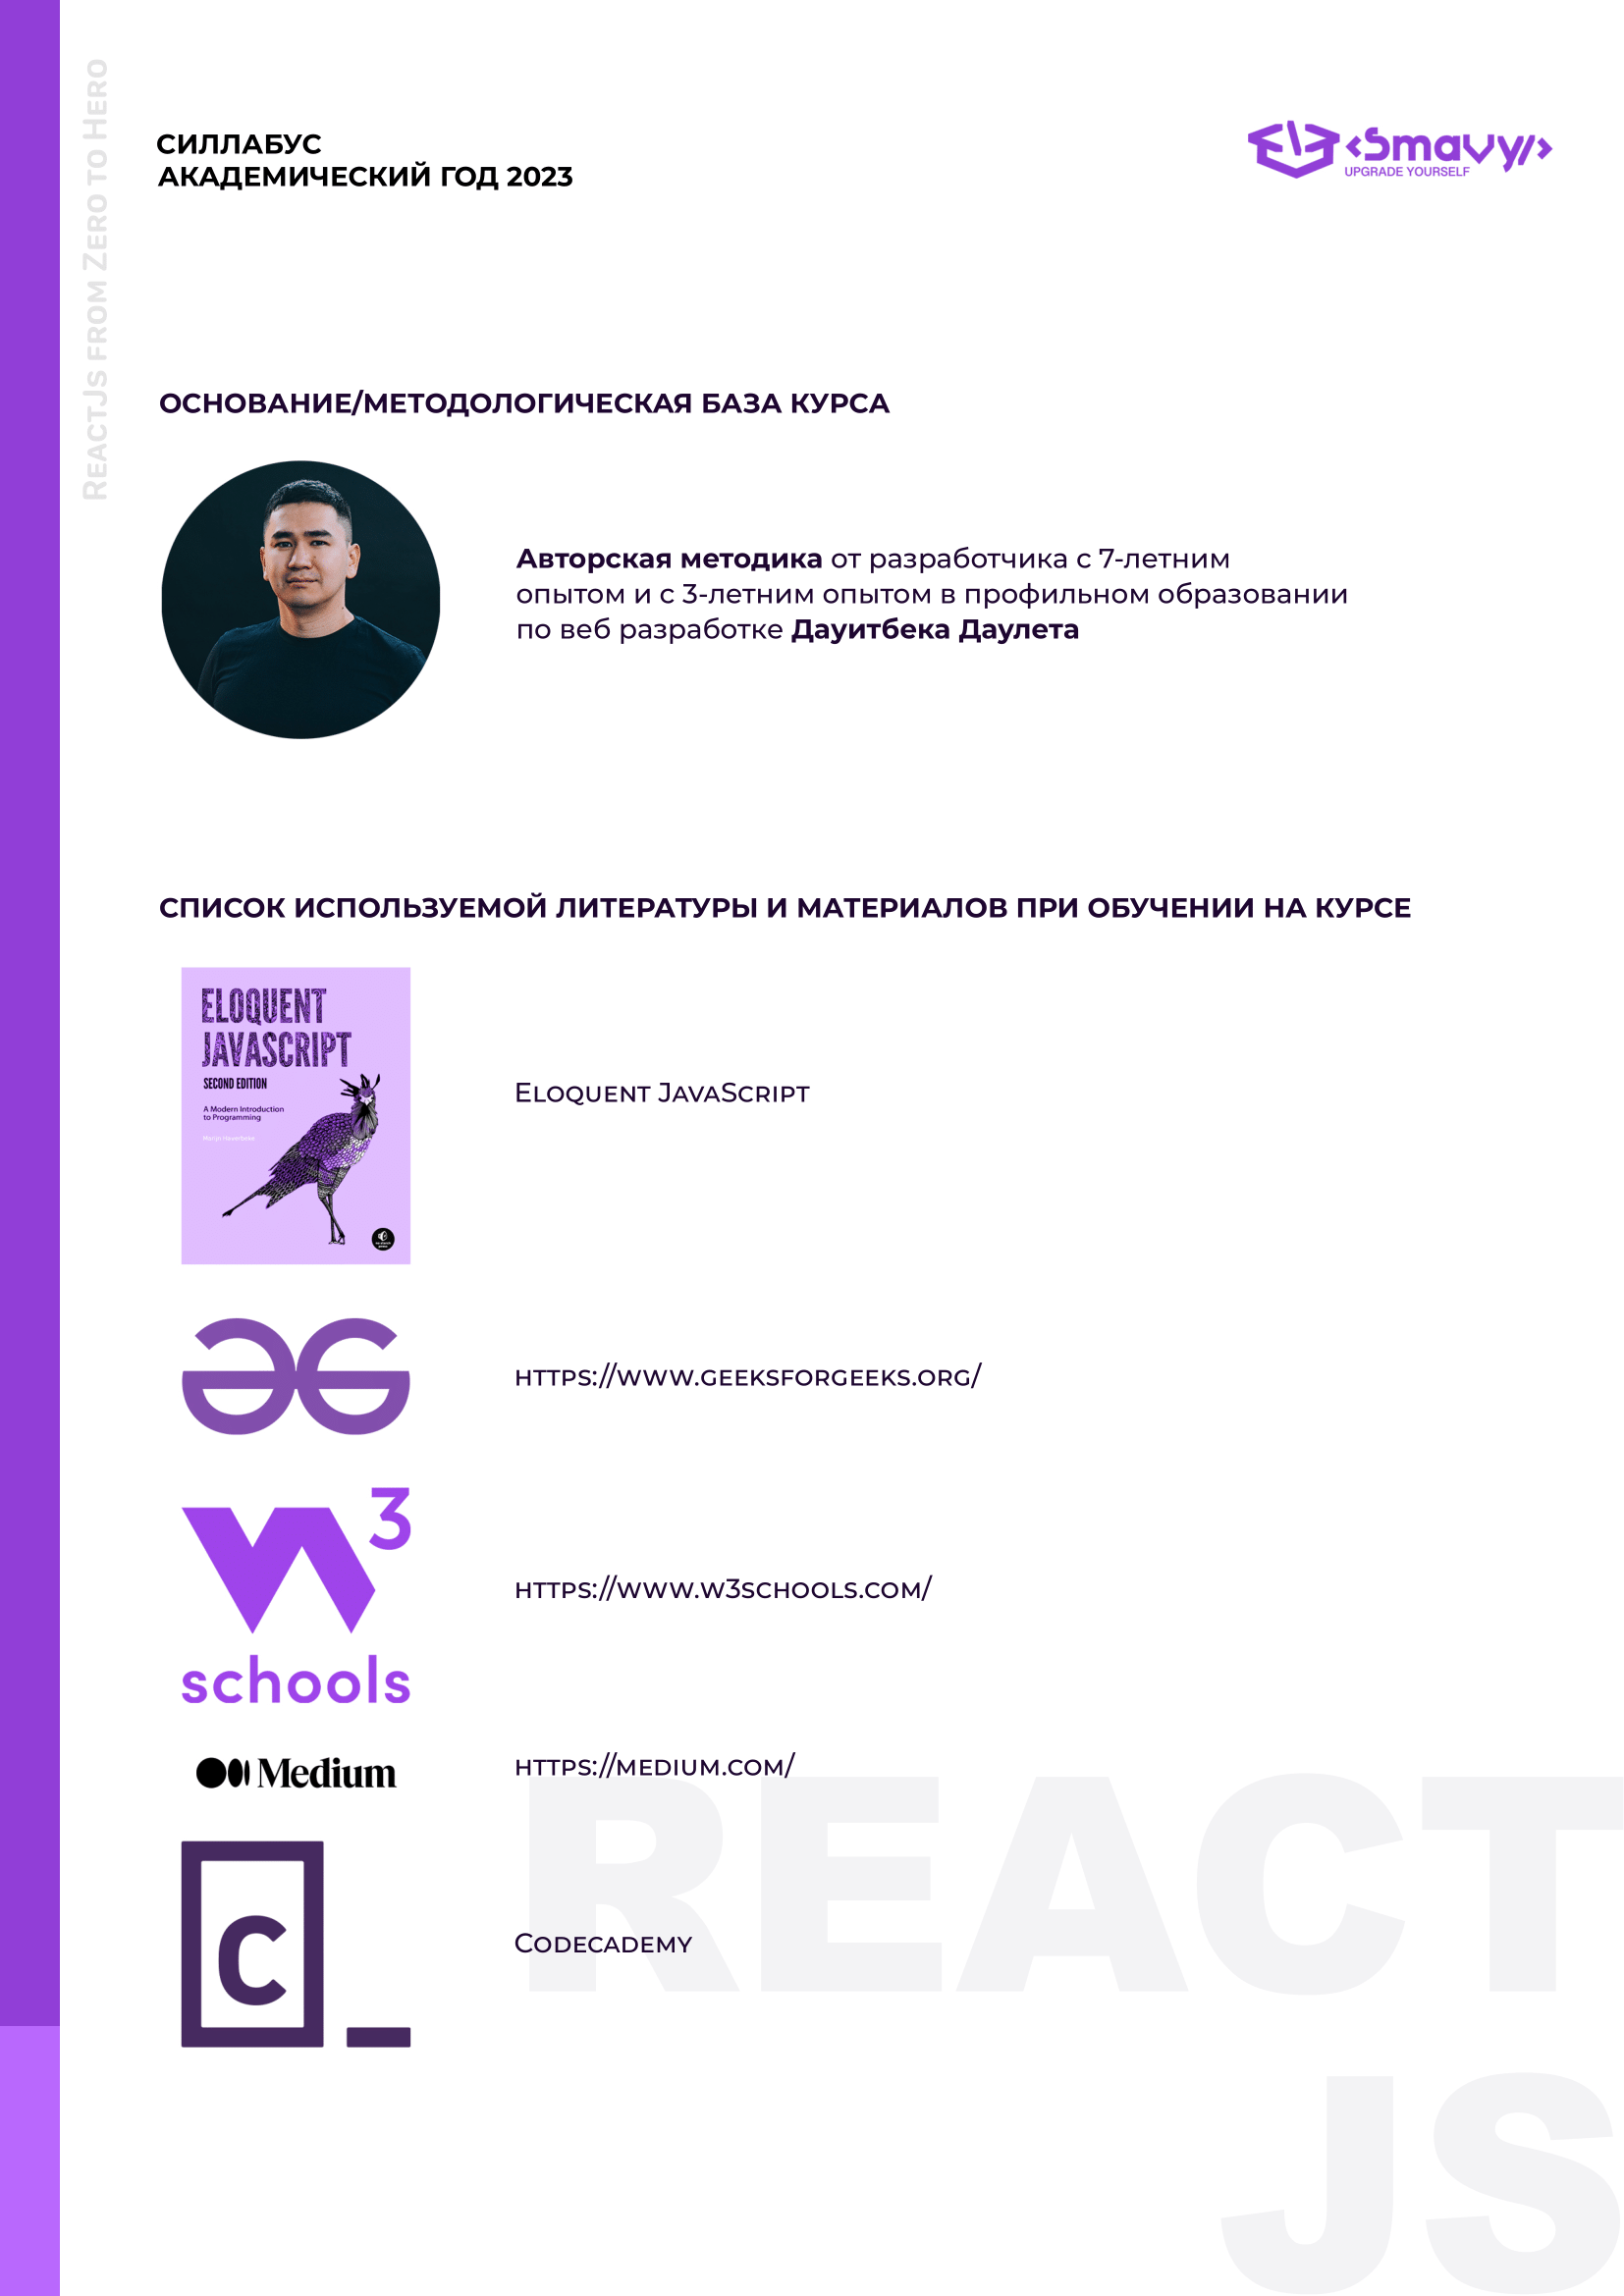 ReactJs from Zero to Hero
СИЛЛАБУС
АКАДЕМИЧЕСКИЙ ГОД 2023
<Smavy/>
UPGRADE YOURSELF
ОСНОВАНИЕ/МЕТОДОЛОГИЧЕСКАЯ БАЗА КУРСА
Авторская методика от разработчика с 7-летним
опытом и с 3-летним опытом в профильном образовании
по веб разработке Дауитбека Даулета
СПИСОК ИСПОЛЬЗУЕМОЙ ЛИТЕРАТУРЫ И МАТЕРИАЛОВ ПРИ ОБУЧЕНИИ НА КУРСЕ
ELOQUENT
JAVASCRIPT
SECOND EDITION
A Modern Introduction
to Programming
Marijn Haverbeke
Eloquent JavaScript
https://www.geeksforgeeks.org/
w3
schools
https://www.w3schools.com/
Medium
https://medium.com/
C_
Codecademy
REACT
JS